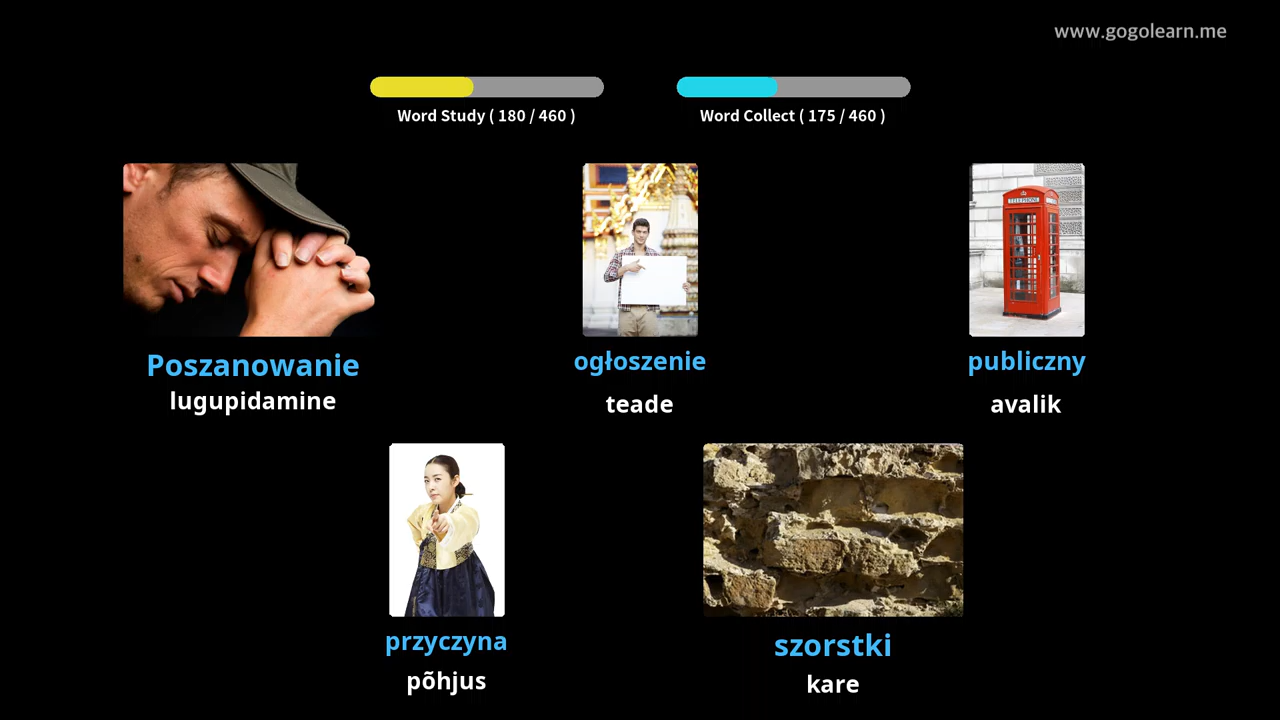 www.gogolearn.me
Word Study ( 180 / 460 )
Word Collect ( 175 / 460 )
TELEPHONE
Poszanowanie
lugupidamine
ogłoszenie
teade
publiczny
avalik
przyczyna
põhjus
szorstki
kare